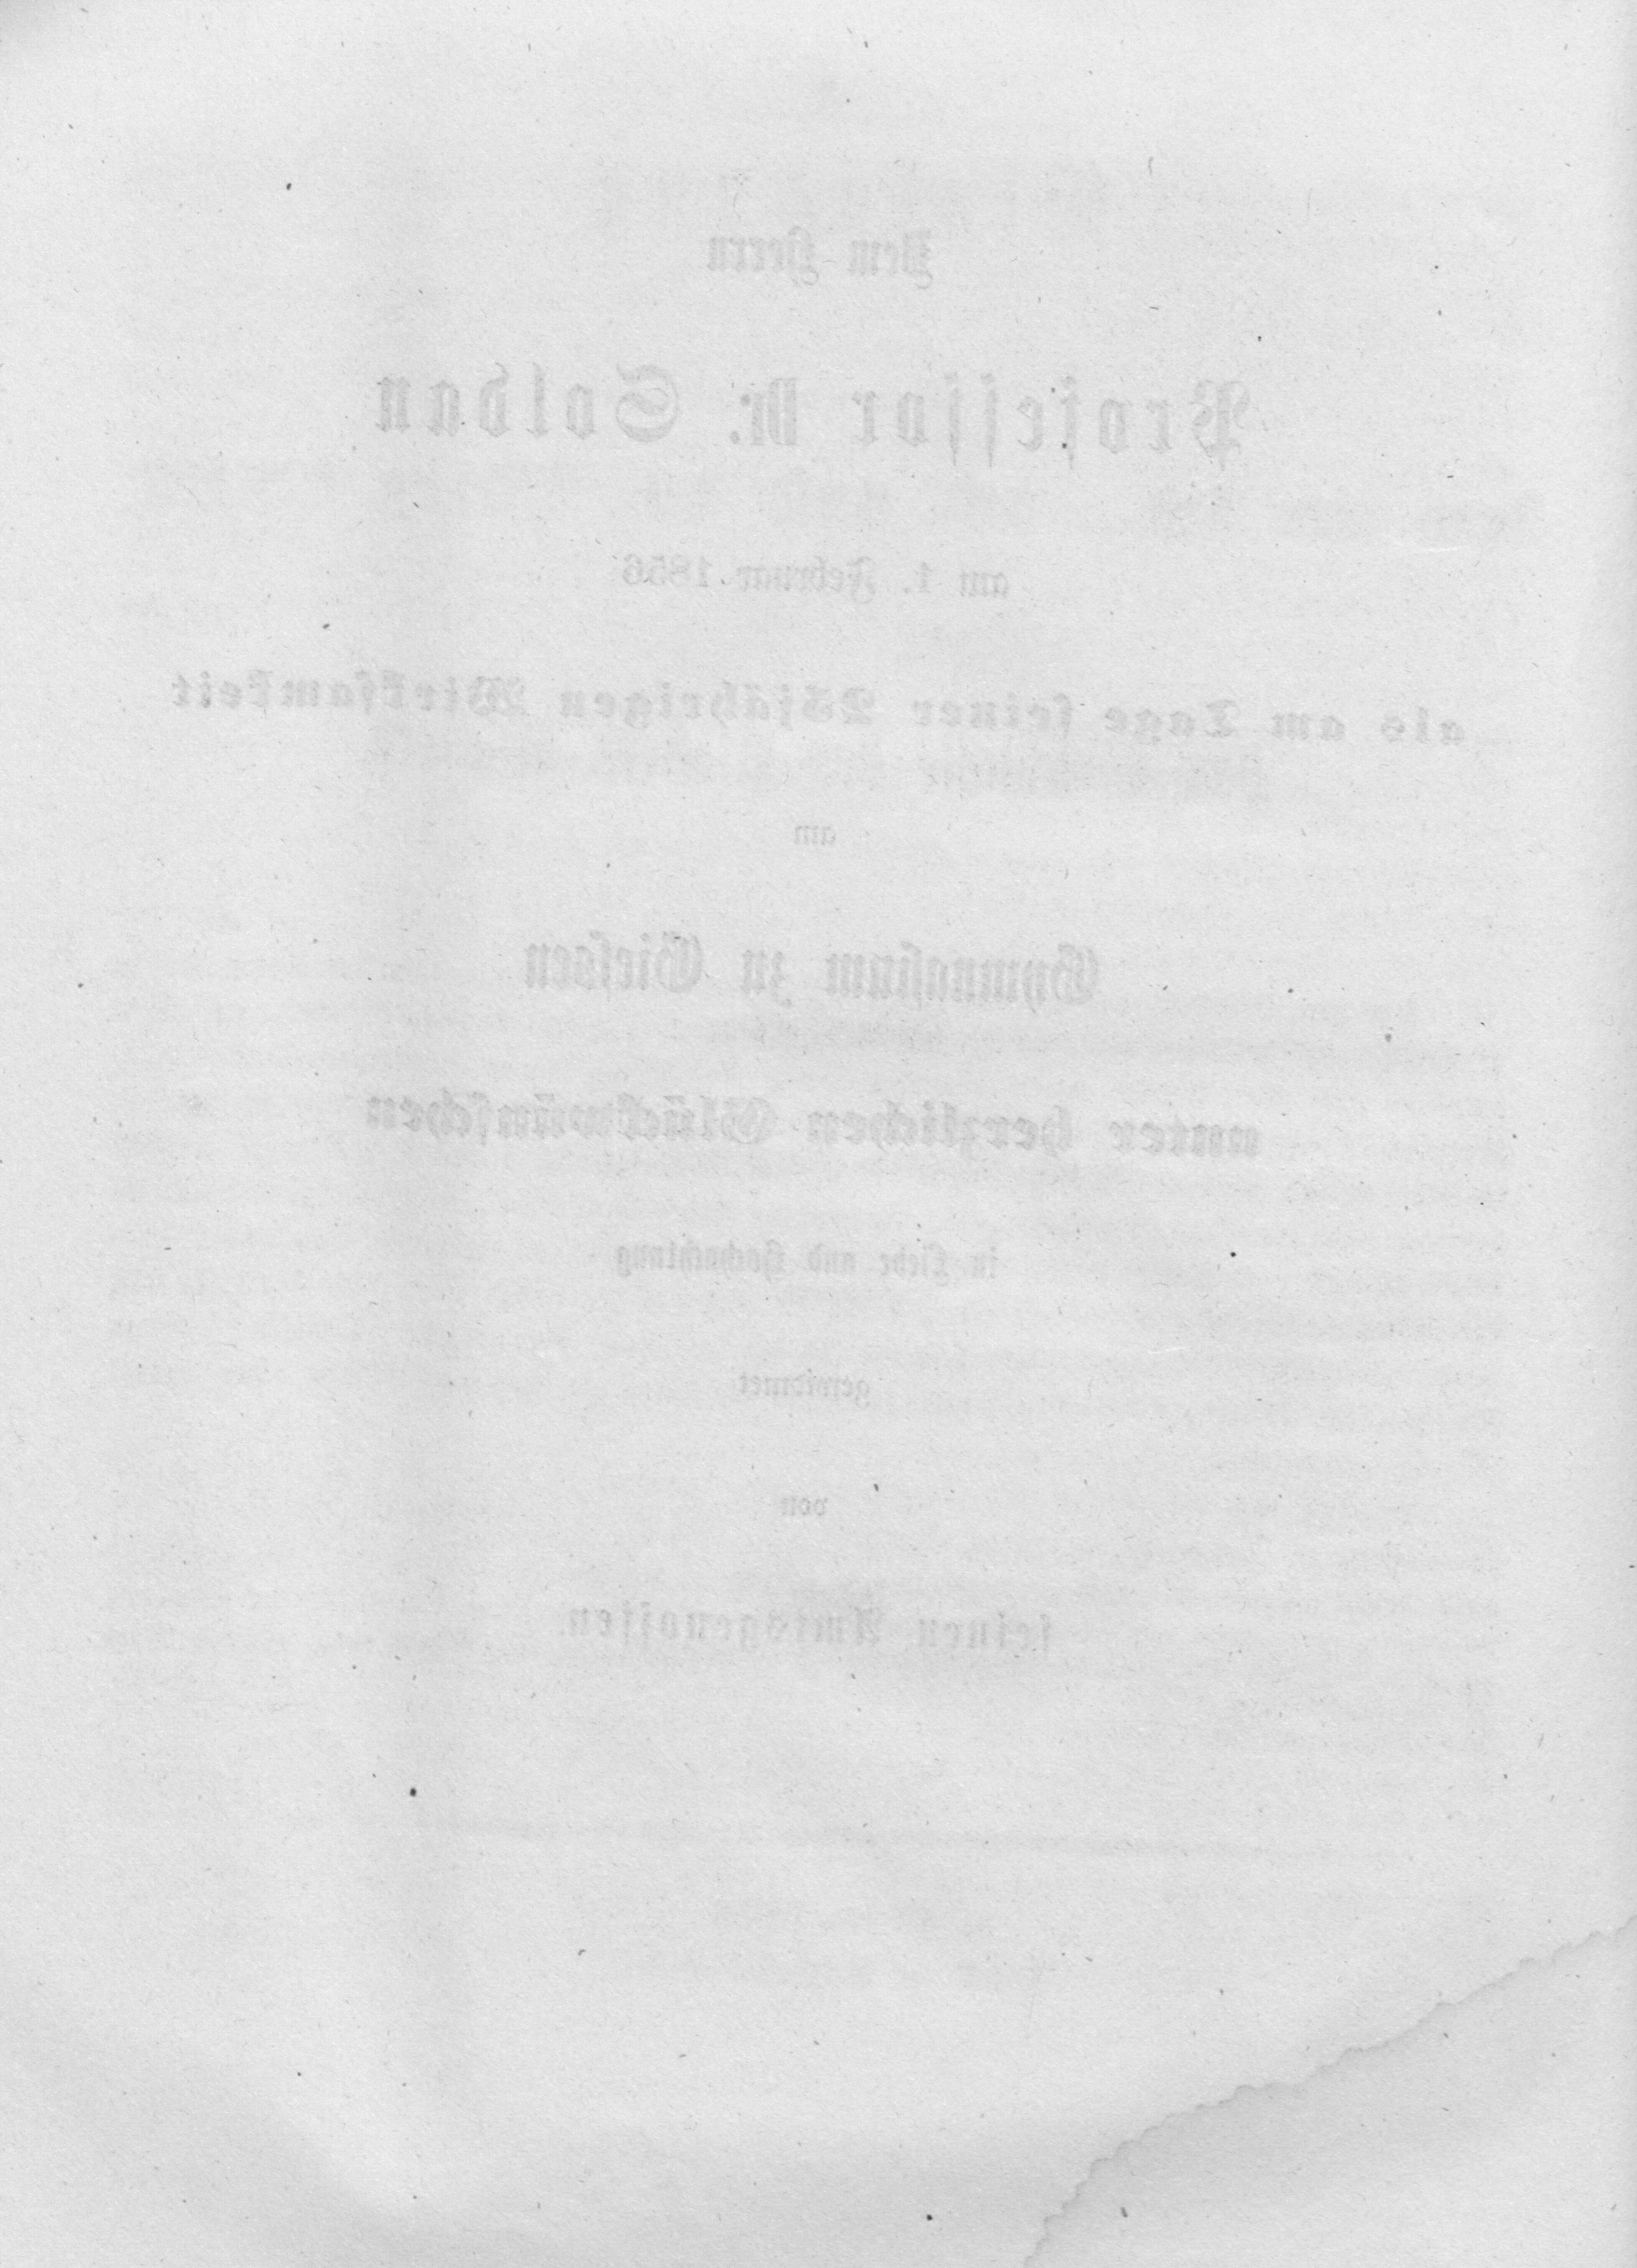 Dem Herrn
Professor Dr. Soldan
am 1. Februar 1856
als am Tage seiner 25jährigen Wirksamkeit
am
Gymnasium zu Gießen
unter herzlichen Glückwünschen
in Liebe und Hochachtung
gewidmet
von
seinen Amtsgenossen.